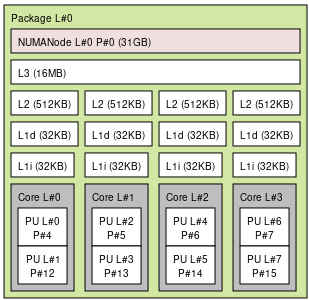 Package L#0
NUMANode L#0 P#0 (31GB)
L3 (16MB)
L2 (512KB) L2 (512KB) L2 (512KB) L2 (512KB)
L1d (32KB) L1d (32KB) L1d (32KB) L1d (32KB)
L1i (32KB) L1i (32KB) L1i (32KB) L1i (32KB)
Core L#0 Core L#1 Core L#2 Core L#3
PU L#0 PU L#2 PU L#4 PU L#6
P#4 P#5 P#6 P#7
PU L#1 PU L#3 PU L#5 PU L#7
P#12 P#13 P#14 P#15